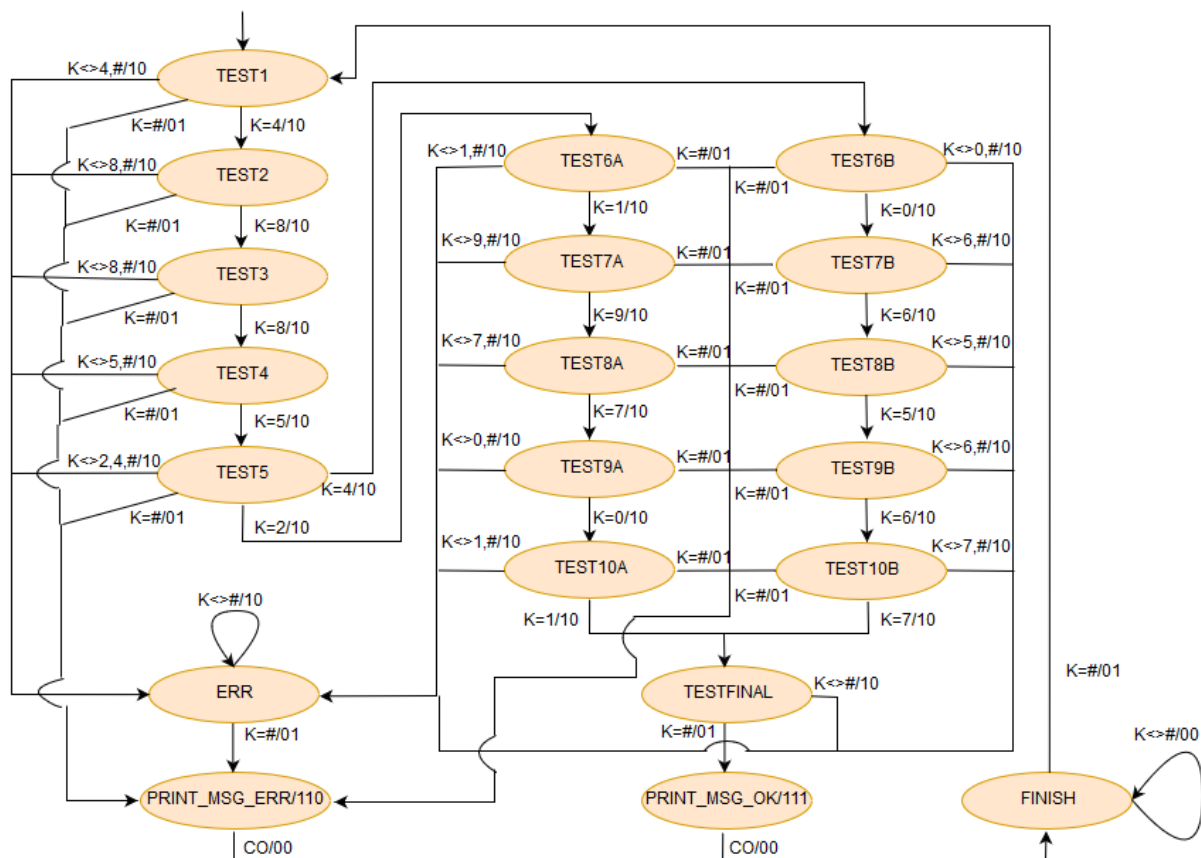 K<>4,#/10
TEST1
K=#/01
K=4/10
K<>8,#/10
TEST2
K=#/01
K=8/10
K<>8,#/10
TEST3
K=#/01
K=8/10
K<>5,#/10
TEST4
K=#/01
K=5/10
K<>2,4,#/10
TEST5
K=4/10
K=#/01
K=2/10
K<>1,#/10
TEST6A
K=#/01
K=#/01
TEST6B
K<>0,#/10
K=1/10
K=0/10
K<>9,#/10
TEST7A
K=#/01
K=#/01
TEST7B
K<>6,#/10
K=9/10
K=6/10
K<>7,#/10
TEST8A
K=#/01
K=#/01
TEST8B
K<>5,#/10
K=7/10
K=5/10
K<>0,#/10
TEST9A
K=#/01
K=#/01
TEST9B
K<>6,#/10
K=0/10
K=6/10
K<>1,#/10
TEST10A
K=#/01
K=#/01
TEST10B
K<>7,#/10
K=1/10
K=7/10
K<>#/10
ERR
K=#/01
TESTFINAL
K<>#/10
K=#/01
K=#/01
K<>#/00
PRINT_MSG_ERR/110
PRINT_MSG_OK/111
FINISH
CO/00
CO/00